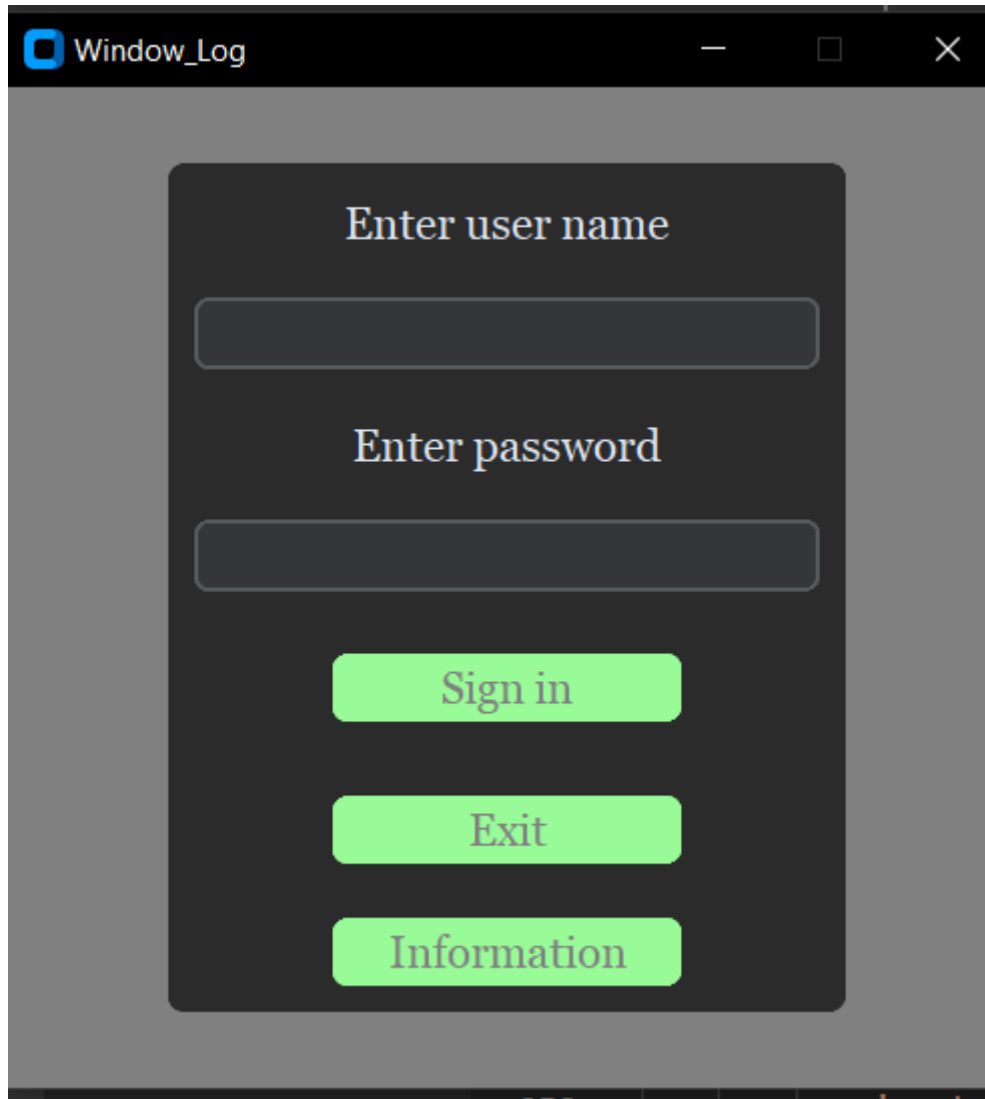 Window_Log
Enter user name
Enter password
Sign in
Exit
Information